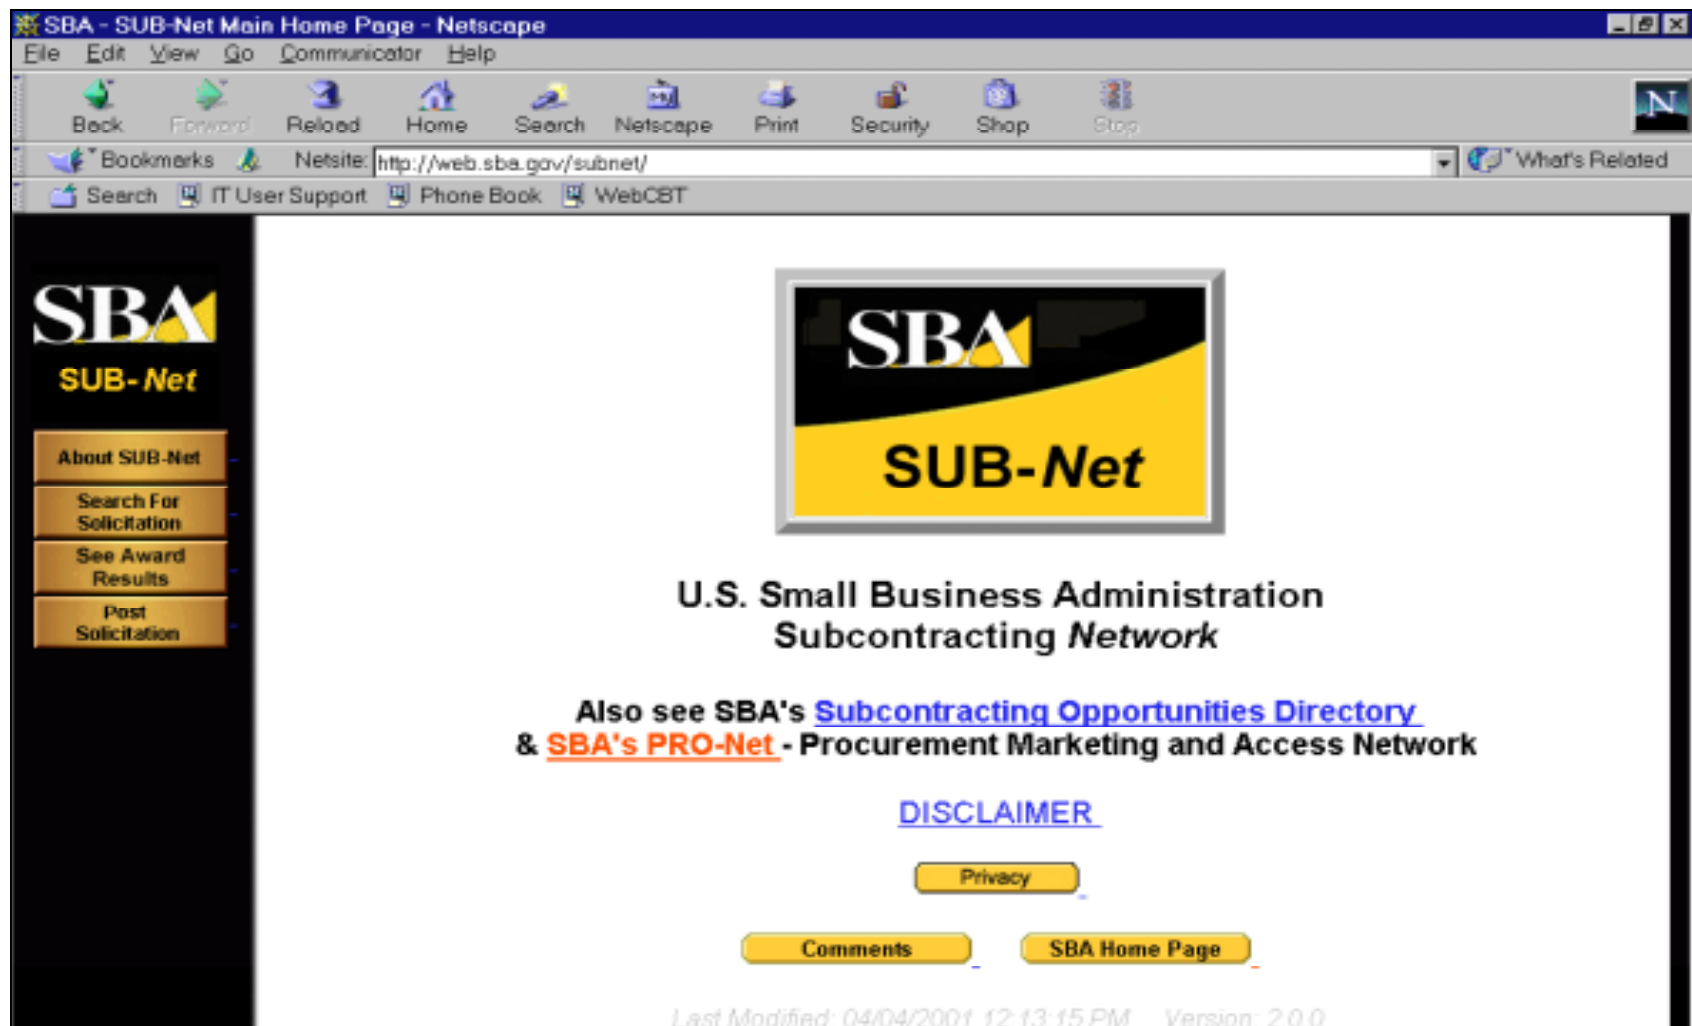 SBA - SUB-Net Main Home Page - Netscape
File Edit View Go Communicator Help
Back Forward Reload Home Search Netscape Print Security Shop Stop
N
Bookmarks Netsite: http://web.sba.gov/subnet/ What's Related
Search IT User Support Phone Book WebCBT
SBA
SUB-Net
About SUB-Net
Search For
Solicitation
See Award
Results
Post
Solicitation
SBA
SUB-Net
U.S. Small Business Administration
Subcontracting Network
Also see SBA's Subcontracting Opportunities Directory
& SBA's PRO-Net - Procurement Marketing and Access Network
DISCLAIMER
Privacy
Comments SBA Home Page
Last Modified: 04/04/2001 12:13:15 PM Version: 2.0.0